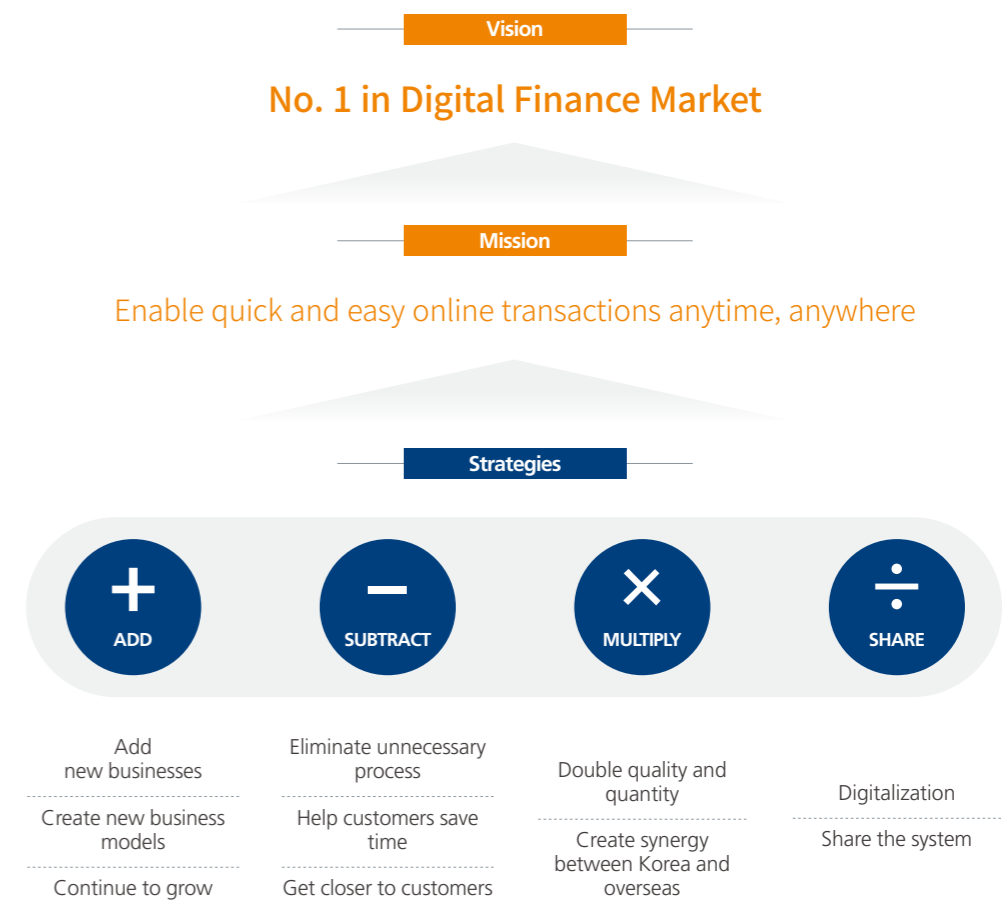 Vision
No. 1 in Digital Finance Market
Mission
Enable quick and easy online transactions anytime, anywhere
Strategies
+
ADD
−
SUBTRACT
×
MULTIPLY
÷
SHARE
Add
new businesses
Create new business
models
Continue to grow
Eliminate unnecessary
process
Help customers save
time
Get closer to customers
Double quality and
quantity
Create synergy
between Korea and
overseas
Digitalization
Share the system